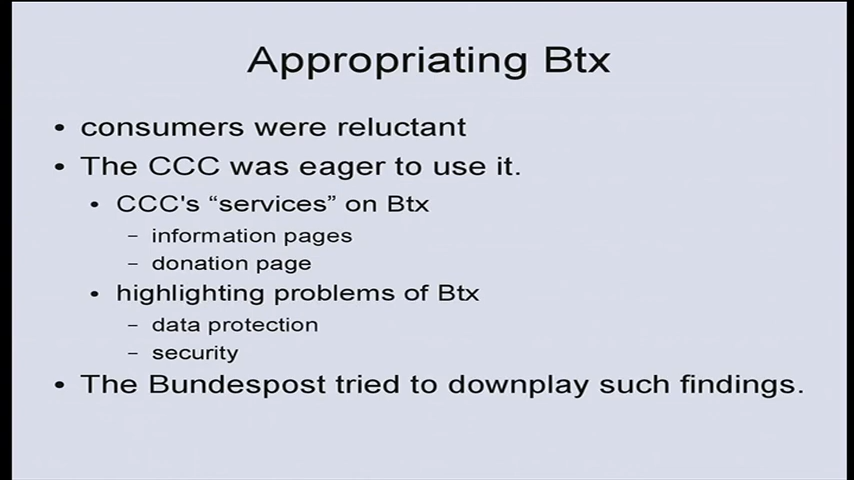 Appropriating Btx
• consumers were reluctant
• The CCC was eager to use it.
• CCC's “services” on Btx
– information pages
– donation page
• highlighting problems of Btx
– data protection
– security
• The Bundespost tried to downplay such findings.